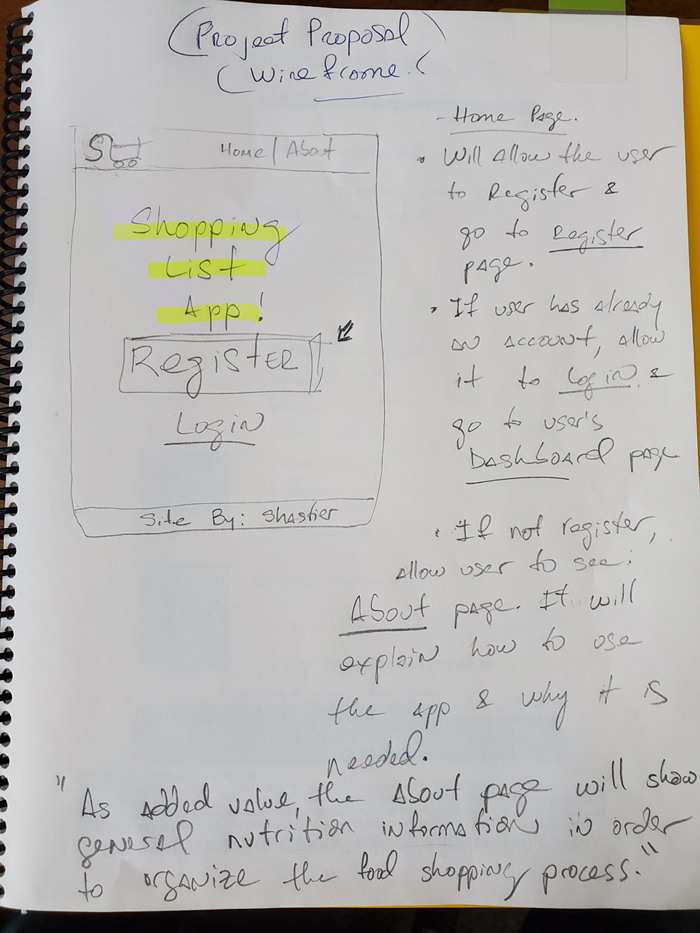 (Project Proposal)
(Wireframe.(
S
Home | About
Shopping
List
App!
Register
Login
Site By: Shastier
- Home Page.
• Will Allow the user
to Register &
go to Register
page.
• If user has already
an account, allow
it to Login &
go to user's
Dashboard page
• If not register,
allow user to see:
About page. It will
explain how to use
the app & why it is
needed.
"As added value, the About page will show
general nutrition information in order
to organize the food shopping process."